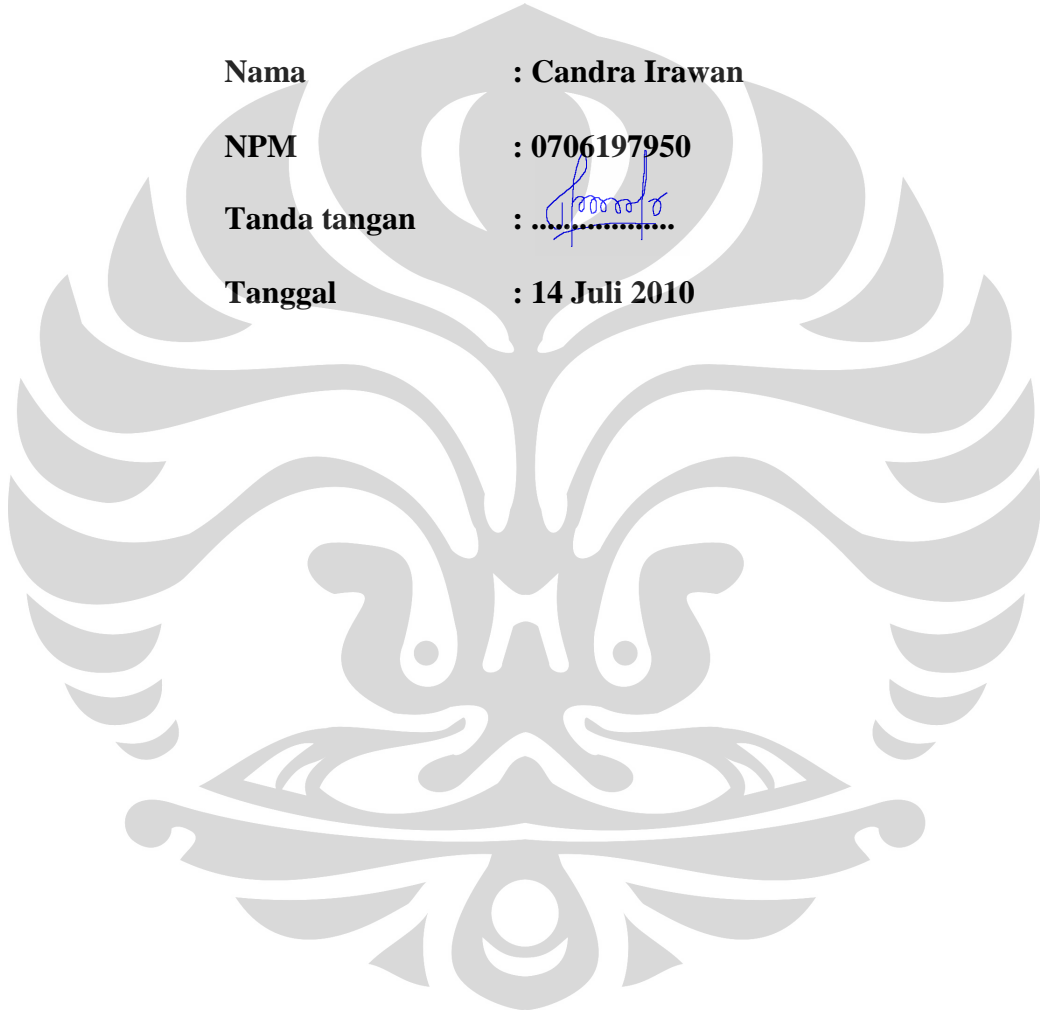 Nama : Candra Irawan
NPM : 0706197950
Tanda tangan : ..................
Tanggal : 14 Juli 2010